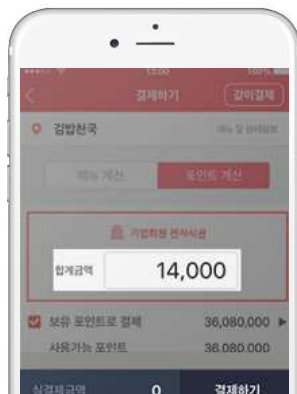 13:00 100%
결제하기 같이결제
김밥천국
메뉴 계산 포인트 계산
기업회원 전자식권
합계금액 14,000
보유 포인트로 결제 36,080,000
사용가능 포인트 36,080,000
실결제금액 0 결제하기